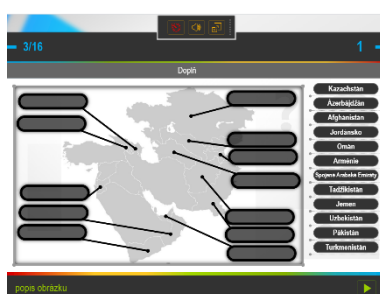 3/16
1
Doplň
Kazachstán
Azerbájdžán
Afghánistán
Jordánsko
Omán
Arménie
Spojené Arabské Emiráty
Tádžikistán
Jemen
Uzbekistán
Pákistán
Turkmenistán
popis obrázku